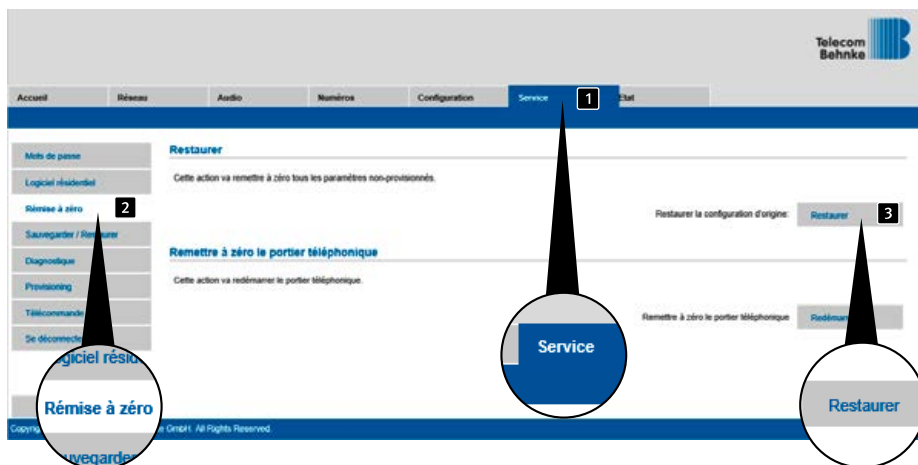 Telecom
Behnke
Accueil Réseau Audio Numéros Configuration Service 1 Etat
Mots de passe
Logiciel résidentiel
Rémise à zéro 2
Sauvegarder / Restaurer
Diagnostique
Provisioning
Télécommande
Se déconnecter
Restaurer
Cette action va remettre à zéro tous les paramètres non-provisionnés.
Restaurer la configuration d'origine: Restaurer 3
Remettre à zéro le portier téléphonique
Cette action va redémarrer le portier téléphonique.
Remettre à zéro le portier téléphonique
Service
Rémise à zéro
Restaurer
GmbH. All Rights Reserved.